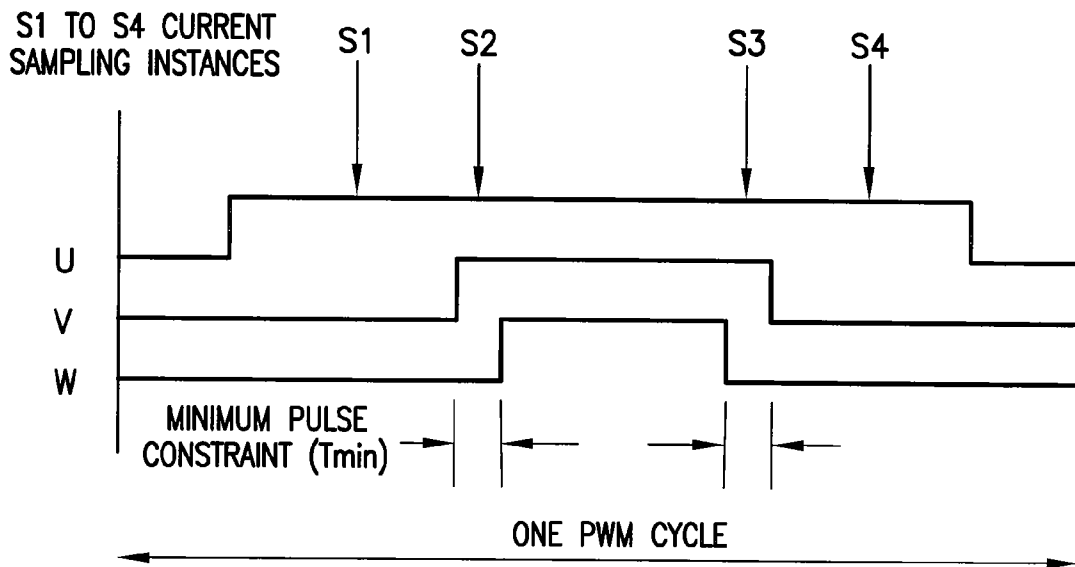 S1 TO S4 CURRENT
SAMPLING INSTANCES
S1
S2
S3
S4
U
V
W
MINIMUM PULSE
CONSTRAINT (Tmin)
ONE PWM CYCLE